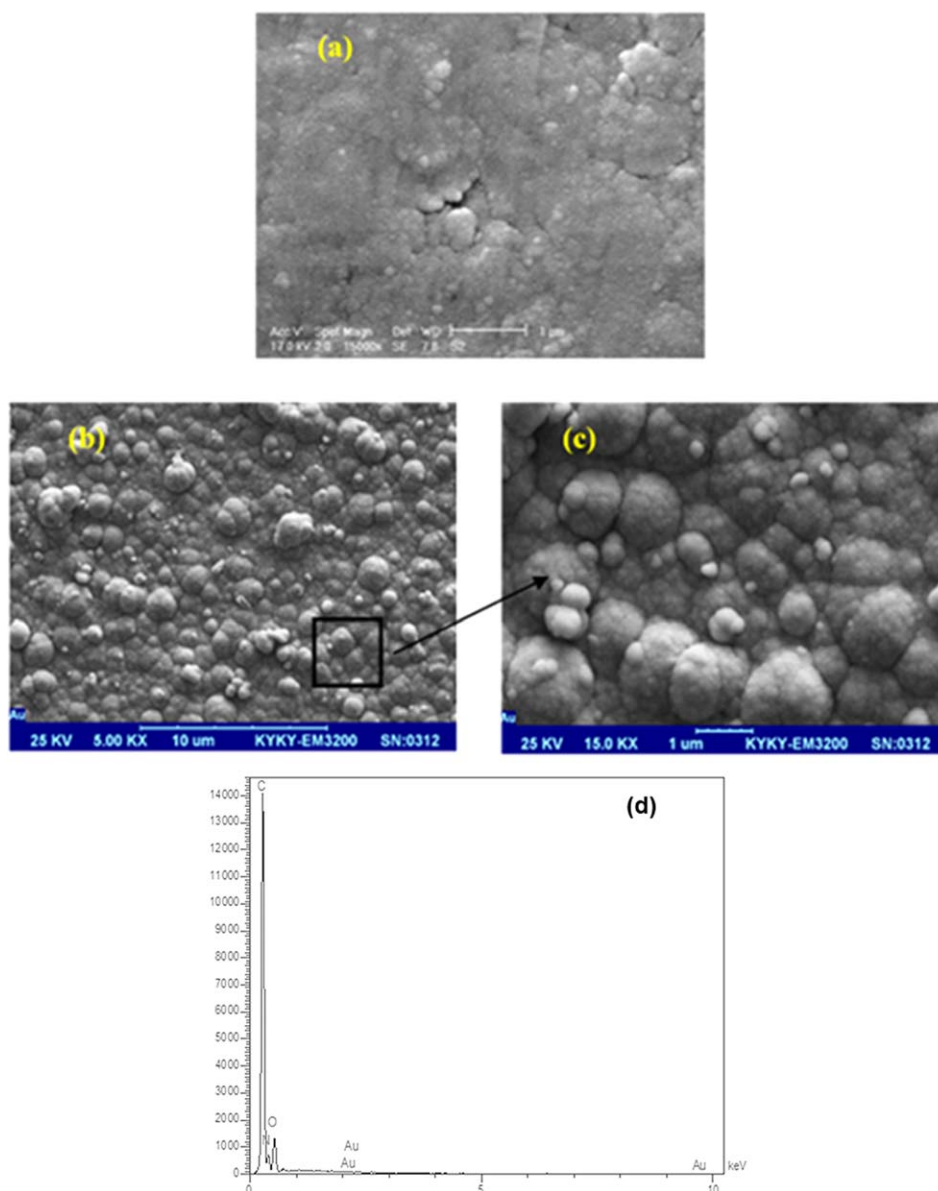 (a)
Acc.V Spot Magn Det WD 1 µm
17.0 kV 2.0 15000x SE 7.8 S2
(b)
Au
25 KV 5.00 KX 10 um KYKY-EM3200 SN:0312
(c)
Au
25 KV 15.0 KX 1 um KYKY-EM3200 SN:0312
(d)
C
14000
13000
12000
11000
10000
9000
8000
7000
6000
5000
4000
3000
2000
O
N
1000
Au
Au
Au
keV
0
0
5
10